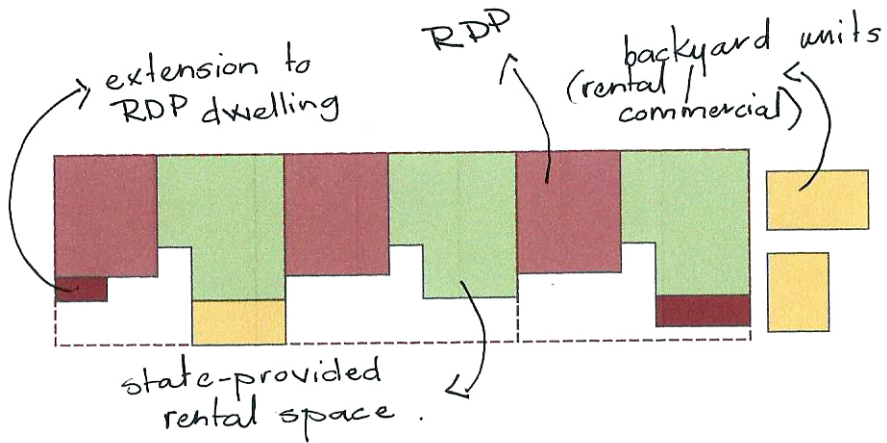 RDP
backyard units
(rental /
commercial)
extension to
RDP dwelling
state-provided
rental space.